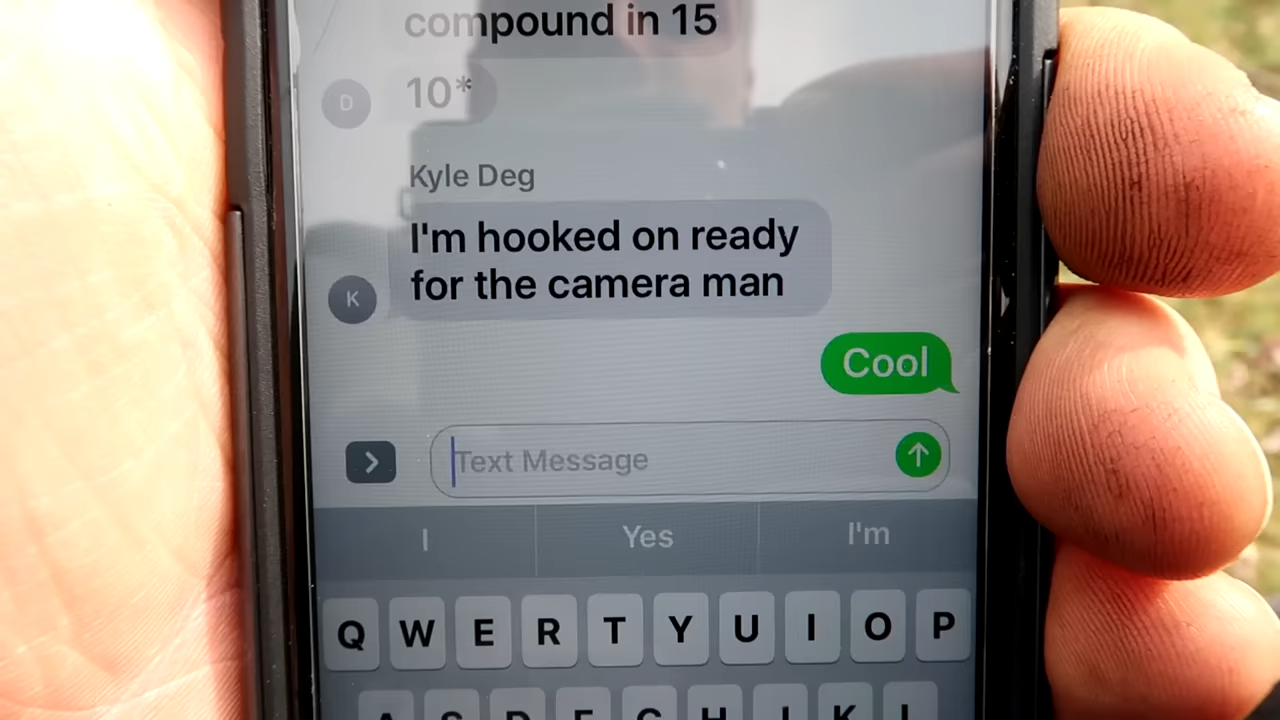 compound in 15
D
10*
Kyle Deg
I'm hooked on ready
for the camera man
K
Cool
Text Message
I Yes I'm
Q W E R T Y U I O P
A S D F G H J K L